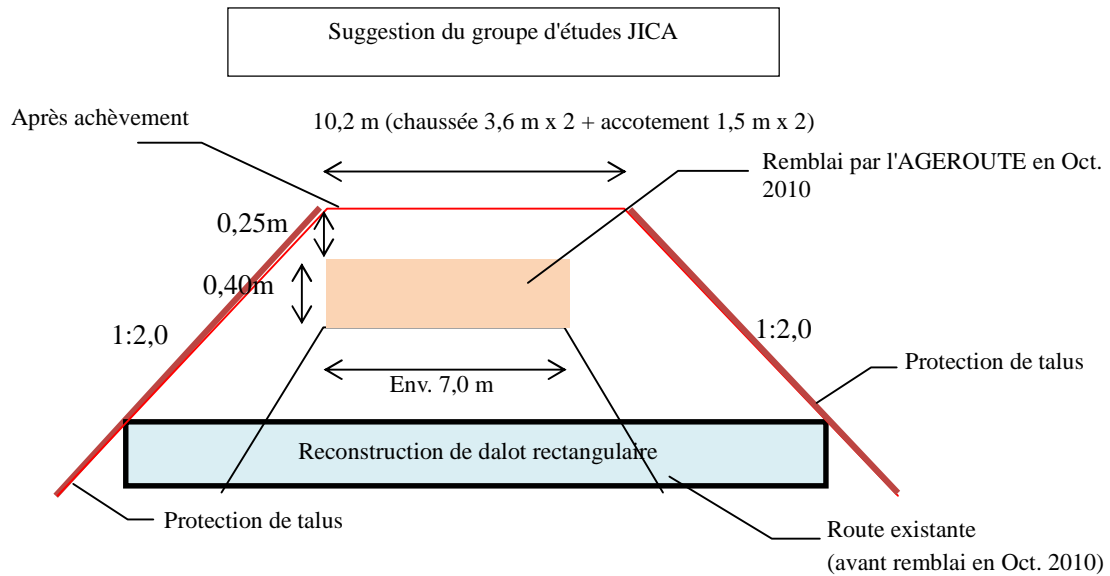 Suggestion du groupe d'études JICA
Après achèvement
10,2 m (chaussée 3,6 m x 2 + accotement 1,5 m x 2)
Remblai par l'AGEROUTE en Oct.
2010
0,25m
0,40m
1:2,0
1:2,0
Env. 7,0 m
Protection de talus
Reconstruction de dalot rectangulaire
Protection de talus
Route existante
(avant remblai en Oct. 2010)